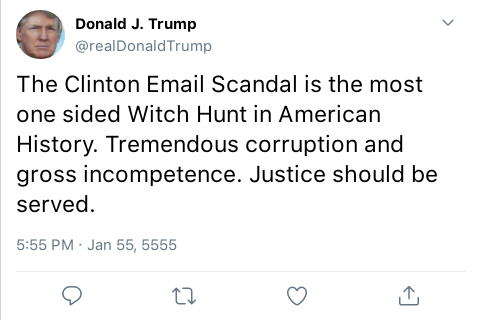 Donald J. Trump
@realDonaldTrump
The Clinton Email Scandal is the most
one sided Witch Hunt in American
History. Tremendous corruption and
gross incompetence. Justice should be
served.
5:55 PM · Jan 55, 5555